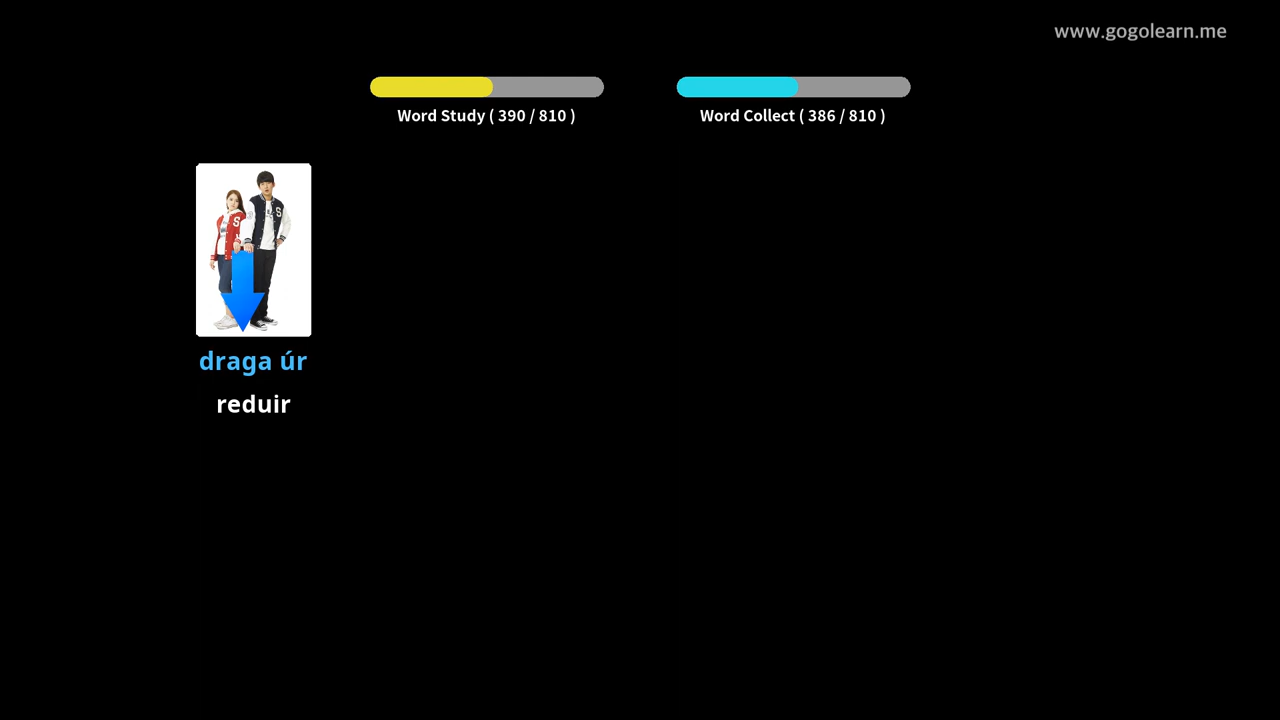 www.gogolearn.me
Word Study ( 390 / 810 )
Word Collect ( 386 / 810 )
S
S
draga úr
reduir